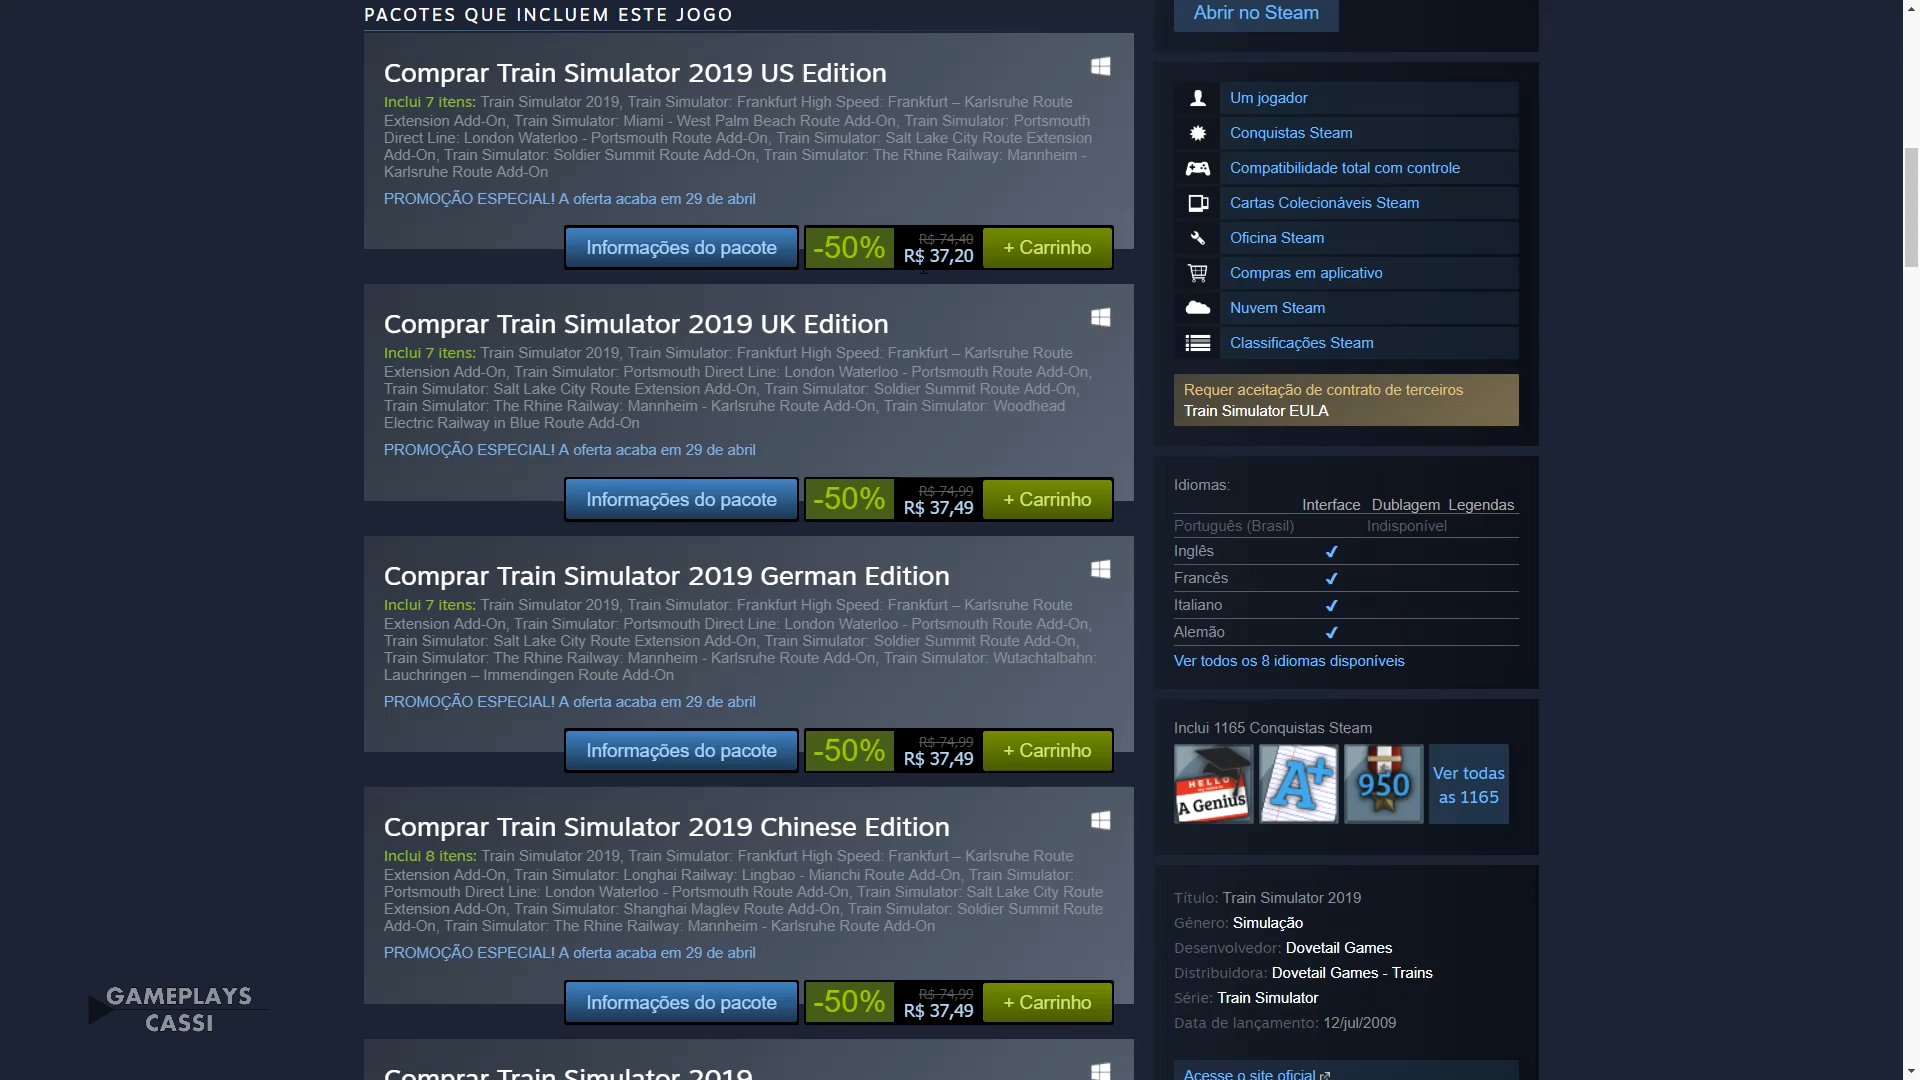 PACOTES QUE INCLUEM ESTE JOGO
Comprar Train Simulator 2019 US Edition
Inclui 7 itens: Train Simulator 2019, Train Simulator: Frankfurt High Speed: Frankfurt – Karlsruhe Route
Extension Add-On, Train Simulator: Miami - West Palm Beach Route Add-On, Train Simulator: Portsmouth
Direct Line: London Waterloo - Portsmouth Route Add-On, Train Simulator: Salt Lake City Route Extension
Add-On, Train Simulator: Soldier Summit Route Add-On, Train Simulator: The Rhine Railway: Mannheim -
Karlsruhe Route Add-On
PROMOÇÃO ESPECIAL! A oferta acaba em 29 de abril
Informações do pacote
-50%
R$ 74,40
R$ 37,20
+ Carrinho
Comprar Train Simulator 2019 UK Edition
Inclui 7 itens: Train Simulator 2019, Train Simulator: Frankfurt High Speed: Frankfurt – Karlsruhe Route
Extension Add-On, Train Simulator: Portsmouth Direct Line: London Waterloo - Portsmouth Route Add-On,
Train Simulator: Salt Lake City Route Extension Add-On, Train Simulator: Soldier Summit Route Add-On,
Train Simulator: The Rhine Railway: Mannheim - Karlsruhe Route Add-On, Train Simulator: Woodhead
Electric Railway in Blue Route Add-On
PROMOÇÃO ESPECIAL! A oferta acaba em 29 de abril
Informações do pacote
-50%
R$ 74,99
R$ 37,49
+ Carrinho
Comprar Train Simulator 2019 German Edition
Inclui 7 itens: Train Simulator 2019, Train Simulator: Frankfurt High Speed: Frankfurt – Karlsruhe Route
Extension Add-On, Train Simulator: Portsmouth Direct Line: London Waterloo - Portsmouth Route Add-On,
Train Simulator: Salt Lake City Route Extension Add-On, Train Simulator: Soldier Summit Route Add-On,
Train Simulator: The Rhine Railway: Mannheim - Karlsruhe Route Add-On, Train Simulator: Wutachtalbahn:
Lauchringen – Immendingen Route Add-On
PROMOÇÃO ESPECIAL! A oferta acaba em 29 de abril
Informações do pacote
-50%
R$ 74,99
R$ 37,49
+ Carrinho
Comprar Train Simulator 2019 Chinese Edition
Inclui 8 itens: Train Simulator 2019, Train Simulator: Frankfurt High Speed: Frankfurt – Karlsruhe Route
Extension Add-On, Train Simulator: Longhai Railway: Lingbao - Mianchi Route Add-On, Train Simulator:
Portsmouth Direct Line: London Waterloo - Portsmouth Route Add-On, Train Simulator: Salt Lake City Route
Extension Add-On, Train Simulator: Shanghai Maglev Route Add-On, Train Simulator: Soldier Summit Route
Add-On, Train Simulator: The Rhine Railway: Mannheim - Karlsruhe Route Add-On
PROMOÇÃO ESPECIAL! A oferta acaba em 29 de abril
Informações do pacote
-50%
R$ 74,99
R$ 37,49
+ Carrinho
Comprar Train Simulator 2019
Abrir no Steam
Um jogador
Conquistas Steam
Compatibilidade total com controle
Cartas Colecionáveis Steam
Oficina Steam
Compras em aplicativo
Nuvem Steam
Classificações Steam
Requer aceitação de contrato de terceiros
Train Simulator EULA
Idiomas:
Interface Dublagem Legendas
Português (Brasil) Indisponível
Inglês ✔
Francês ✔
Italiano ✔
Alemão ✔
Ver todos os 8 idiomas disponíveis
Inclui 1165 Conquistas Steam
HELLO
A Genius
A+
950
Ver todas
as 1165
Título: Train Simulator 2019
Gênero: Simulação
Desenvolvedor: Dovetail Games
Distribuidora: Dovetail Games - Trains
Série: Train Simulator
Data de lançamento: 12/jul/2009
Acesse o site oficial
GAMEPLAYS
CASSI